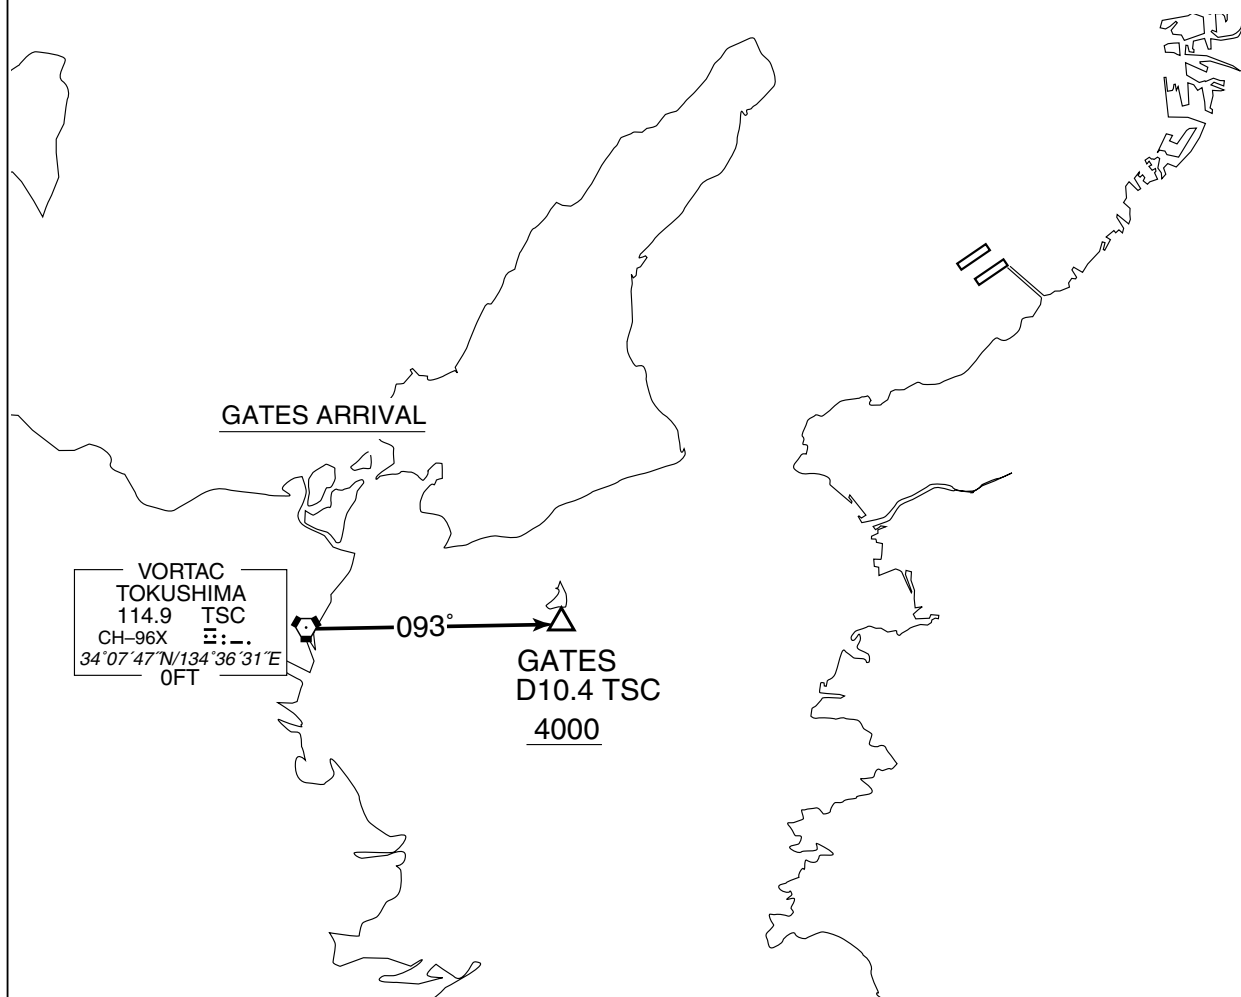 GATES ARRIVAL
VORTAC
TOKUSHIMA
114.9 TSC
CH–96X
34°07′47″N/134°36′31″E
0FT
093°
GATES
D10.4 TSC
4000